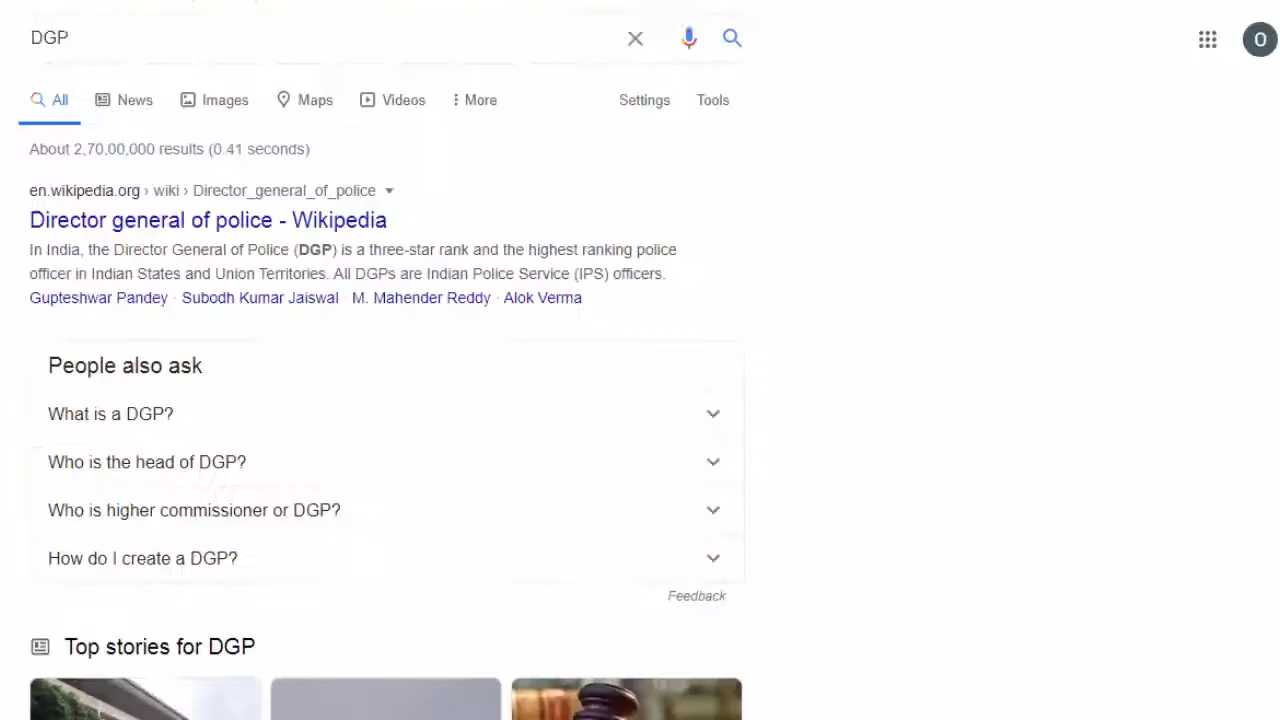 DGP
O
All News Images Maps Videos More Settings Tools
About 2,70,00,000 results (0.41 seconds)
en.wikipedia.org › wiki › Director_general_of_police
Director general of police - Wikipedia
In India, the Director General of Police (DGP) is a three-star rank and the highest ranking police
officer in Indian States and Union Territories. All DGPs are Indian Police Service (IPS) officers.
Gupteshwar Pandey · Subodh Kumar Jaiswal · M. Mahender Reddy · Alok Verma
People also ask
What is a DGP?
Who is the head of DGP?
Who is higher commissioner or DGP?
How do I create a DGP?
Feedback
Top stories for DGP